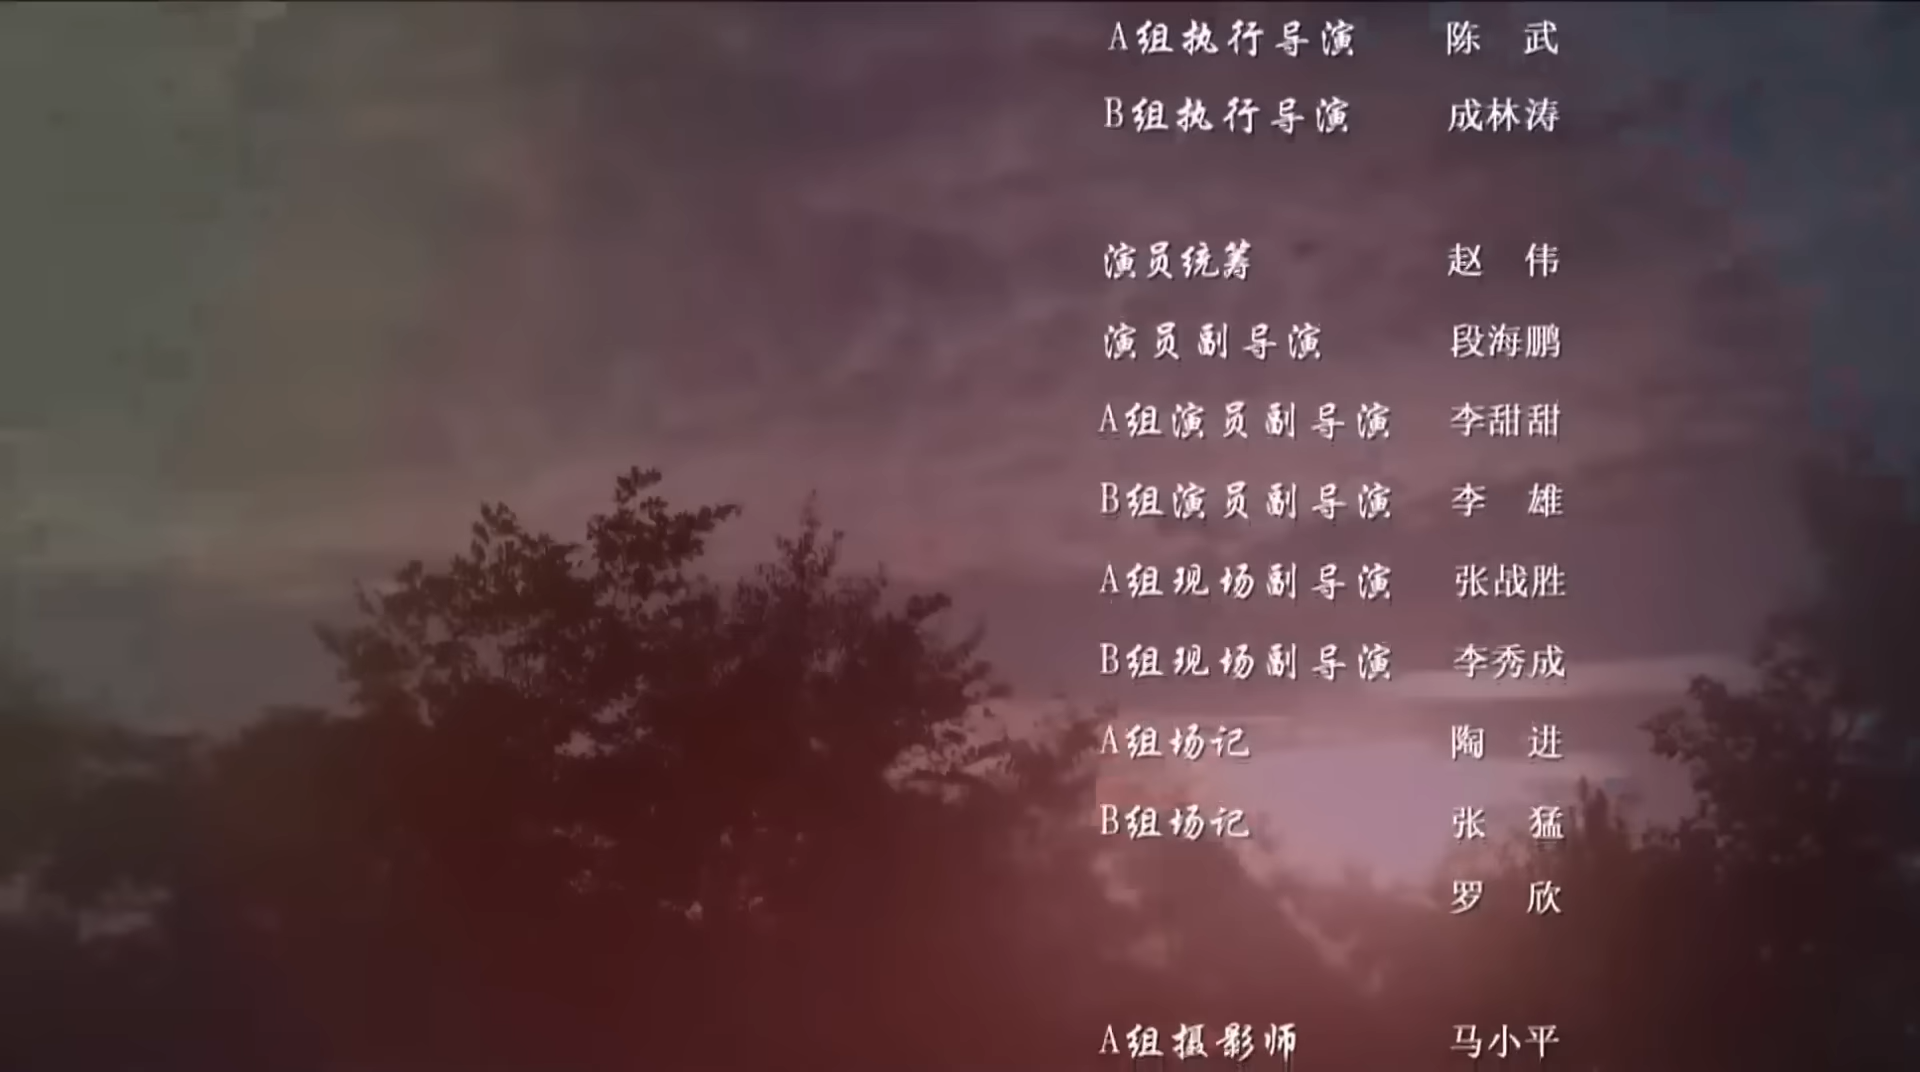 A组执行导演 陈 武
B组执行导演 成林涛
演员统筹 赵 伟
演员副导演 段海鹏
A组演员副导演 李甜甜
B组演员副导演 李 雄
A组现场副导演 张战胜
B组现场副导演 李秀成
A组场记 陶 进
B组场记 张 猛
罗 欣
A组摄影师 马小平